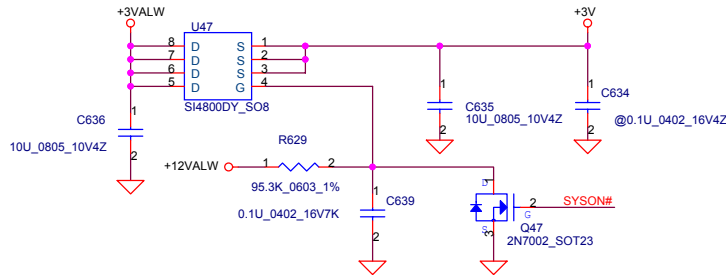 +3VALW
+3V
U47
8 D S 1
7 D S 2
6 D S 3
5 D G 4
SI4800DY_SO8
C636
1
2
10U_0805_10V4Z
1
C635
10U_0805_10V4Z
2
1
C634
@0.1U_0402_16V4Z
2
R629
+12VALW 1 2
95.3K_0603_1%
1
C639
0.1U_0402_16V7K
2
D 1
2 G
SYSON#
S 3
Q47
2N7002_SOT23